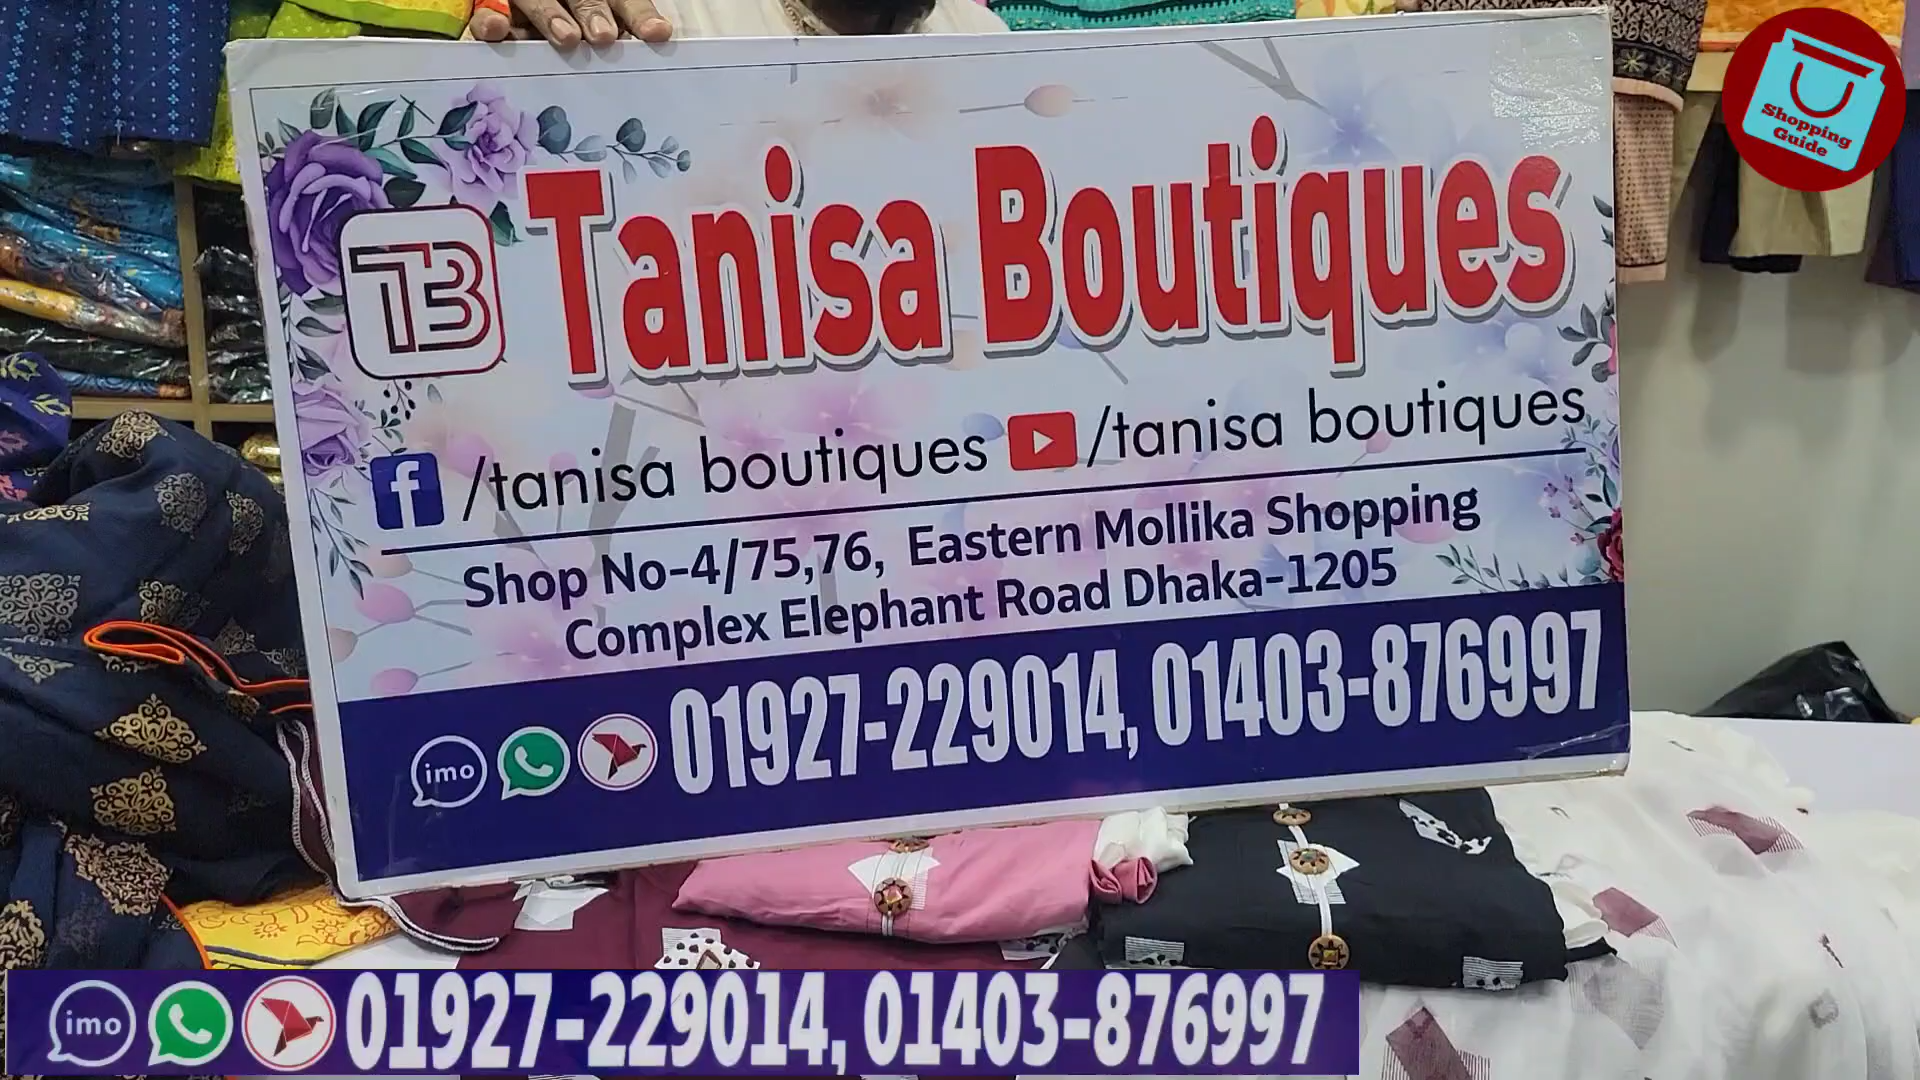 Shopping
Guide
TB
Tanisa Boutiques
/tanisa boutiques /tanisa boutiques
Shop No-4/75,76, Eastern Mollika Shopping
Complex Elephant Road Dhaka-1205
imo 01927-229014, 01403-876997
imo 01927-229014, 01403-876997